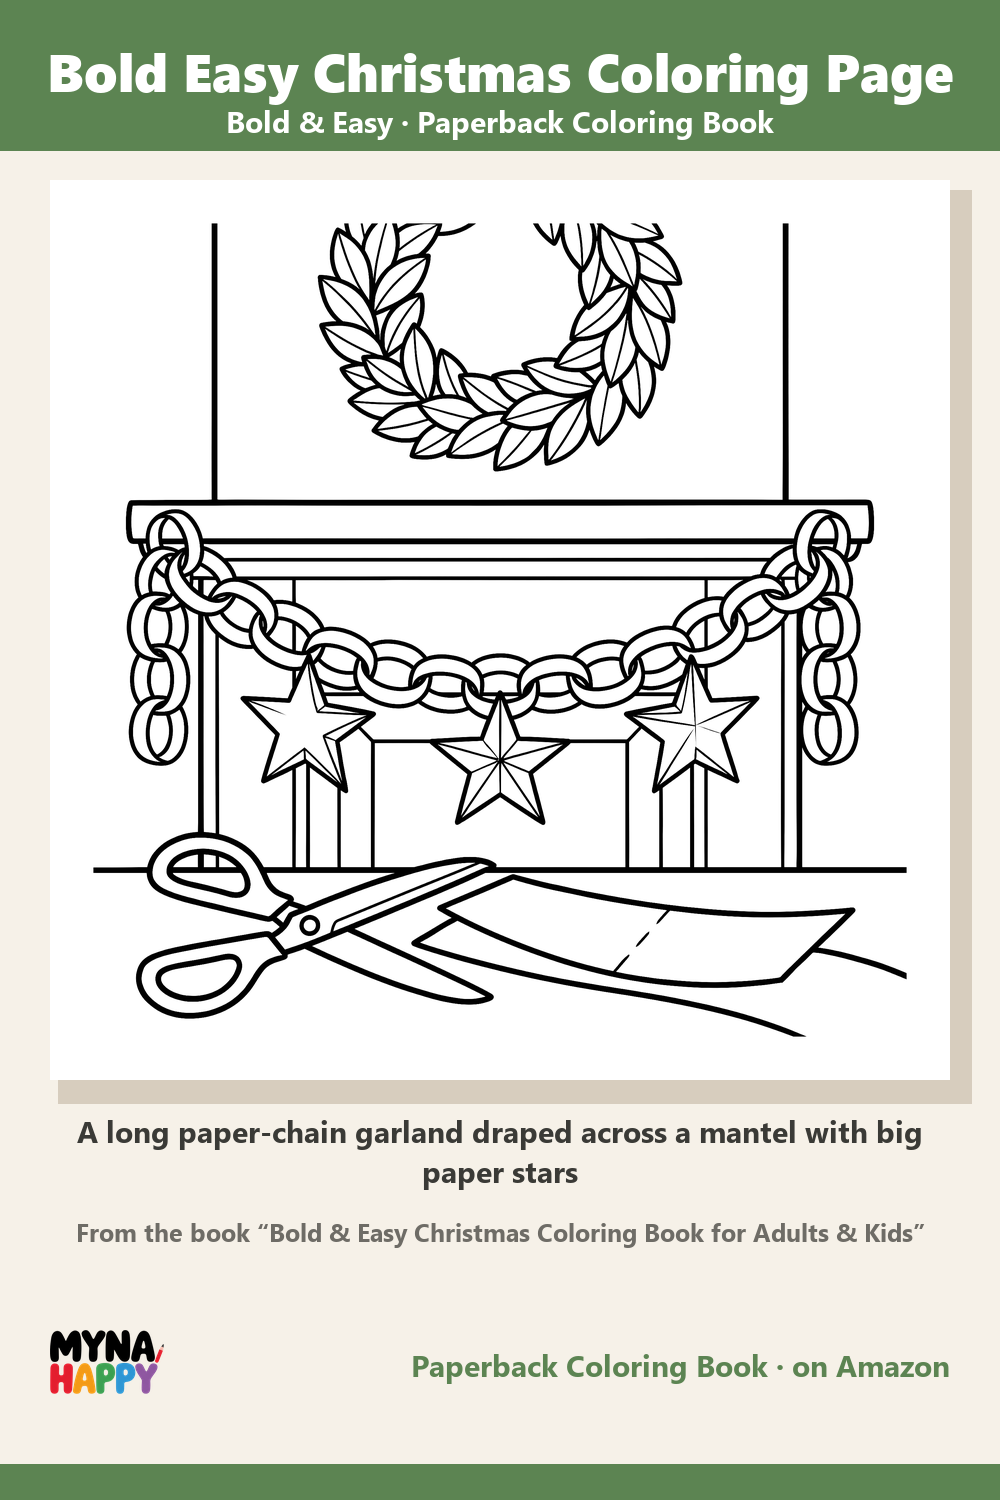 Bold Easy Christmas Coloring Page
Bold & Easy · Paperback Coloring Book
A long paper-chain garland draped across a mantel with big
paper stars
From the book “Bold & Easy Christmas Coloring Book for Adults & Kids”
MYNA
HAPPY
Paperback Coloring Book · on Amazon